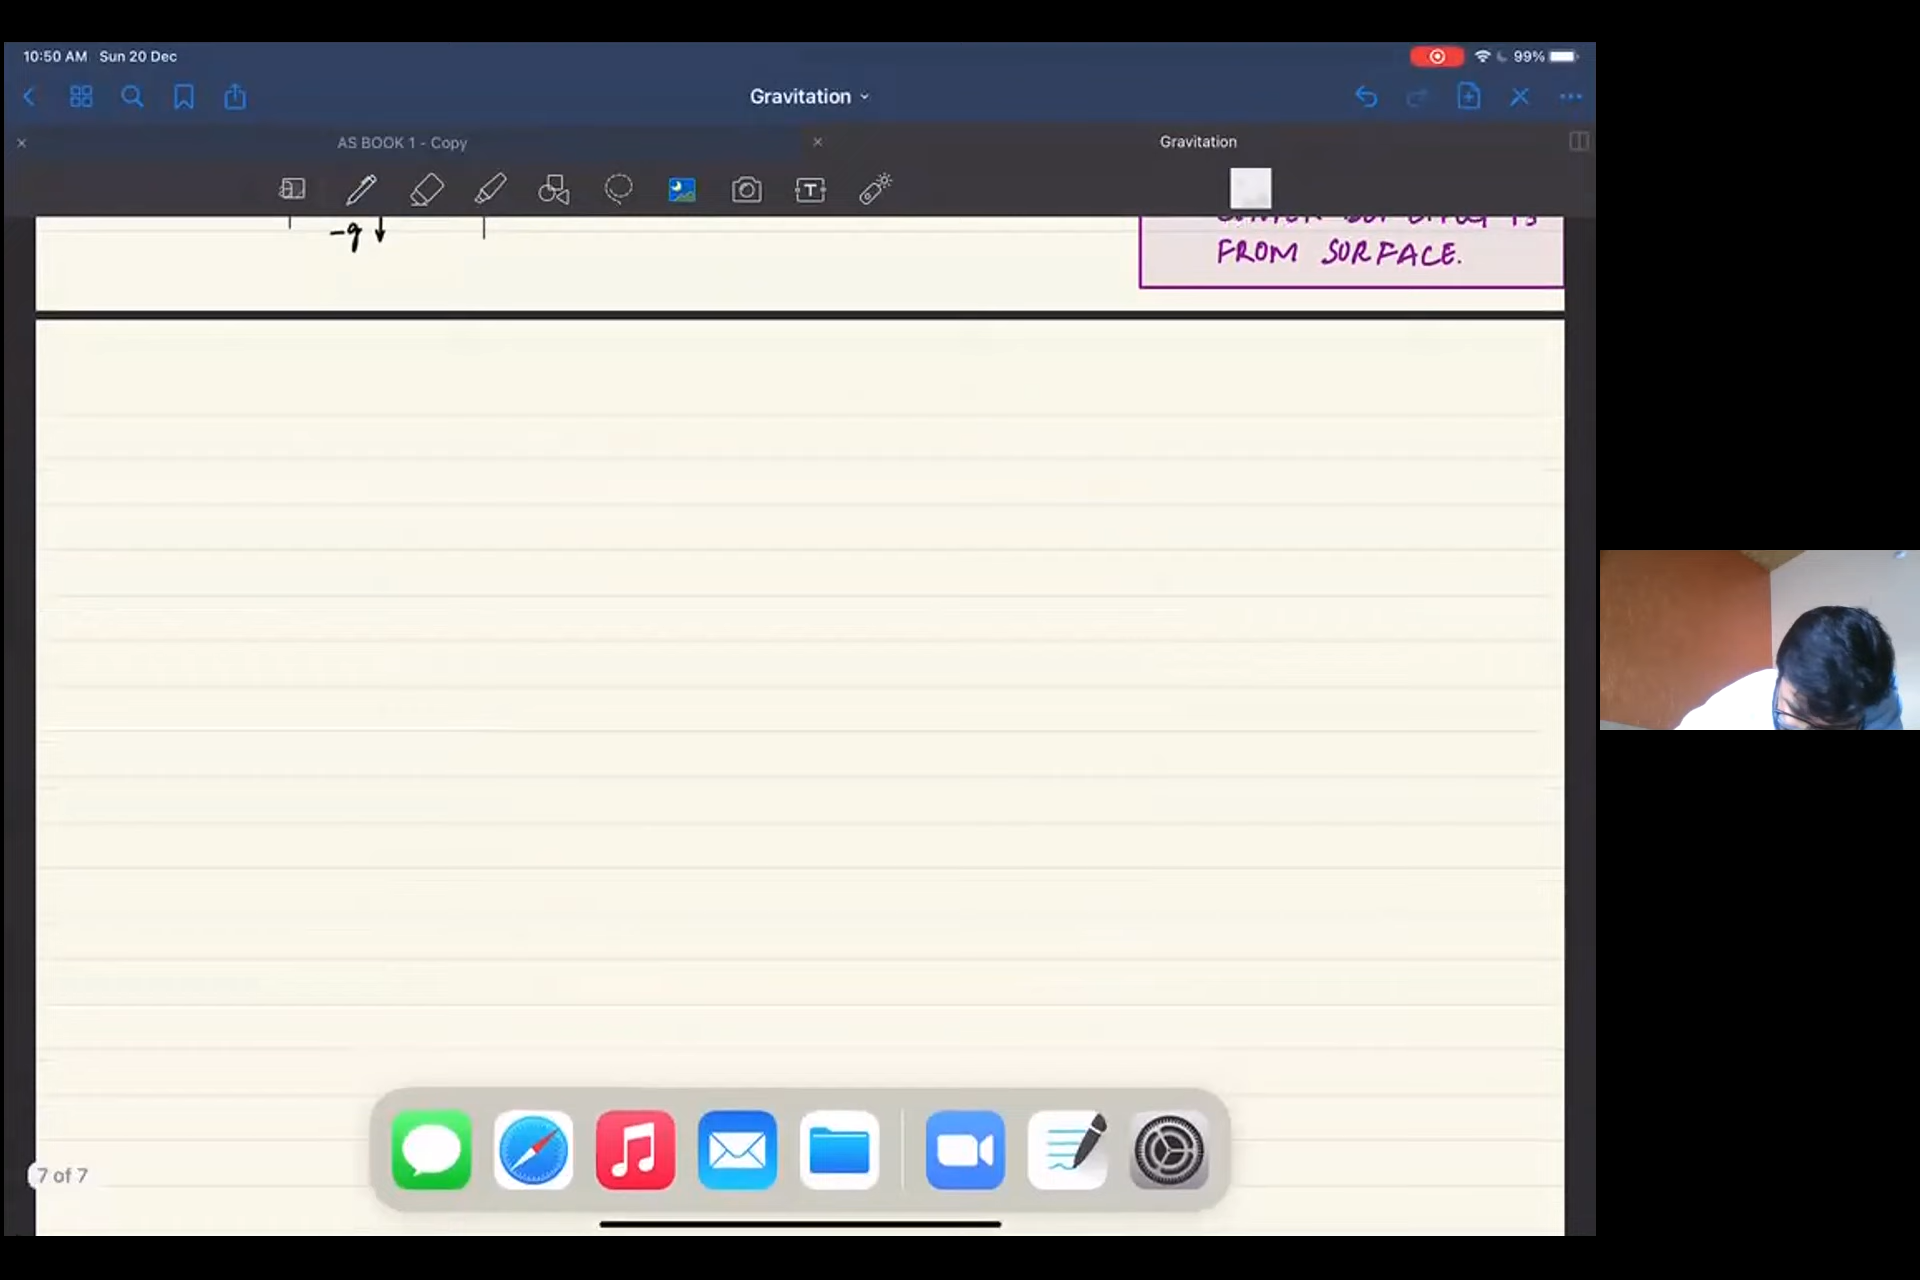 10:50 AM Sun 20 Dec
99%
Gravitation
AS BOOK 1 - Copy
Gravitation
T
-g
FROM SURFACE.
7 of 7